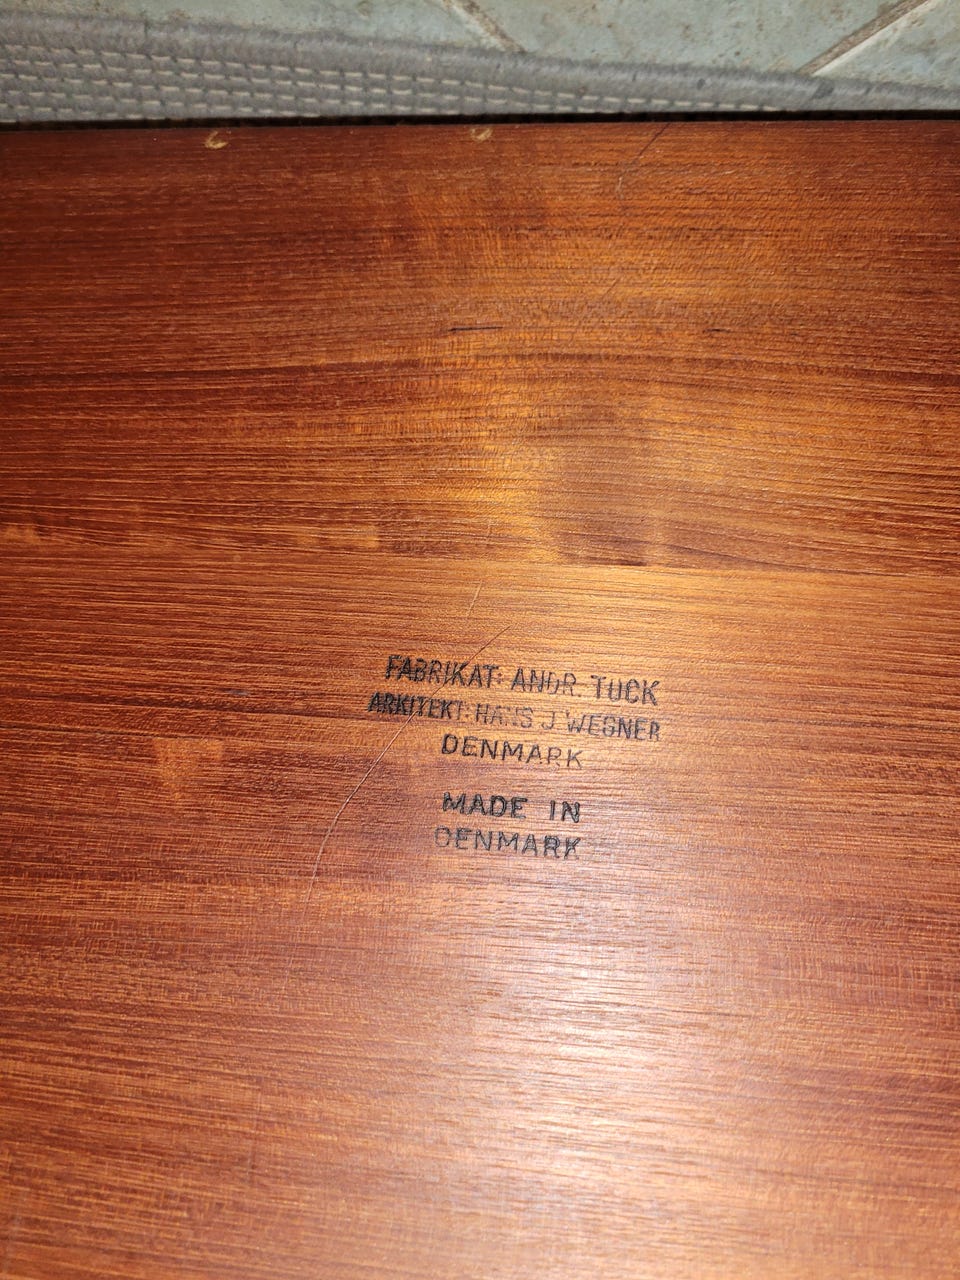 FABRIKAT: ANDR. TUCK
ARKITEKT: HANS J WEGNER
DENMARK
MADE IN
DENMARK